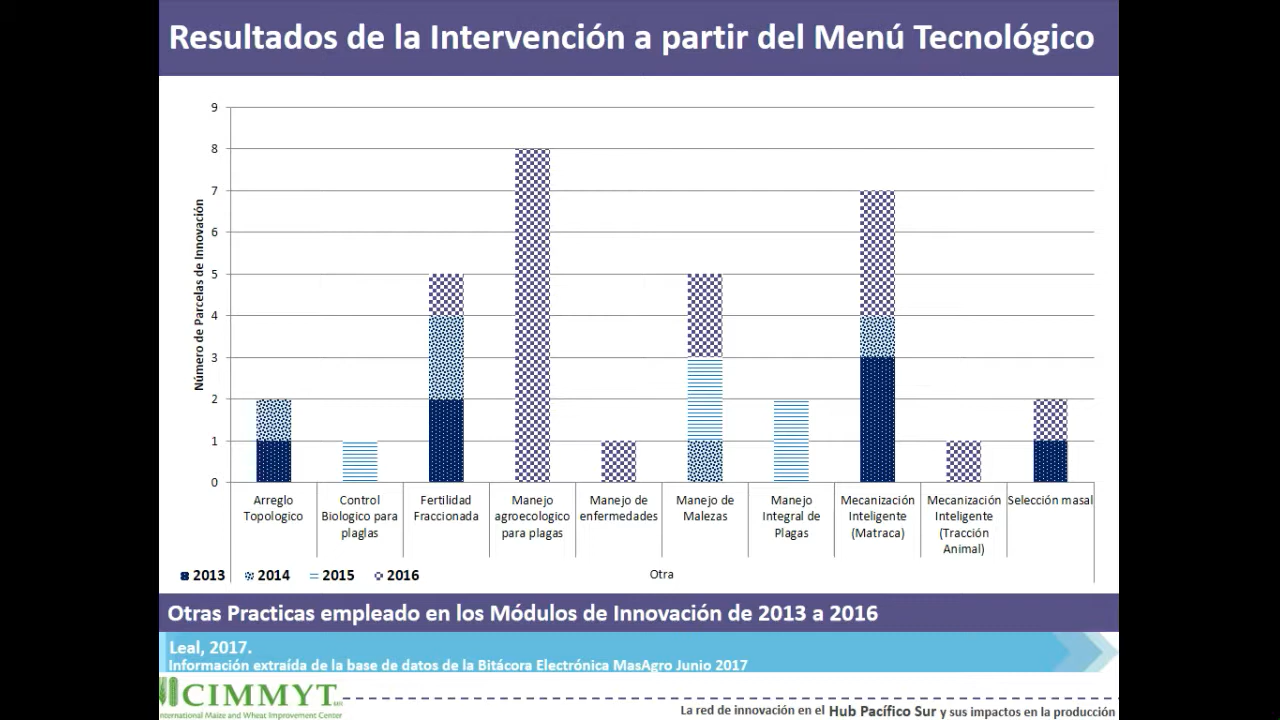 Resultados de la Intervención a partir del Menú Tecnológico
Número de Parcelas de Innovación
9
8
7
6
5
4
3
2
1
0
Arreglo
Topologico
Control
Biologico para
plaglas
Fertilidad
Fraccionada
Manejo
agroecologico
para plagas
Manejo de
enfermedades
Manejo de
Malezas
Manejo
Integral de
Plagas
Mecanización
Inteligente
(Matraca)
Mecanización
Inteligente
(Tracción
Animal)
Selección masal
Otra
2013 2014 2015 2016
Otras Practicas empleado en los Módulos de Innovación de 2013 a 2016
Leal, 2017.
Información extraída de la base de datos de la Bitácora Electrónica MasAgro Junio 2017
CIMMYT
International Maize and Wheat Improvement Center
La red de innovación en el Hub Pacífico Sur y sus impactos en la producción